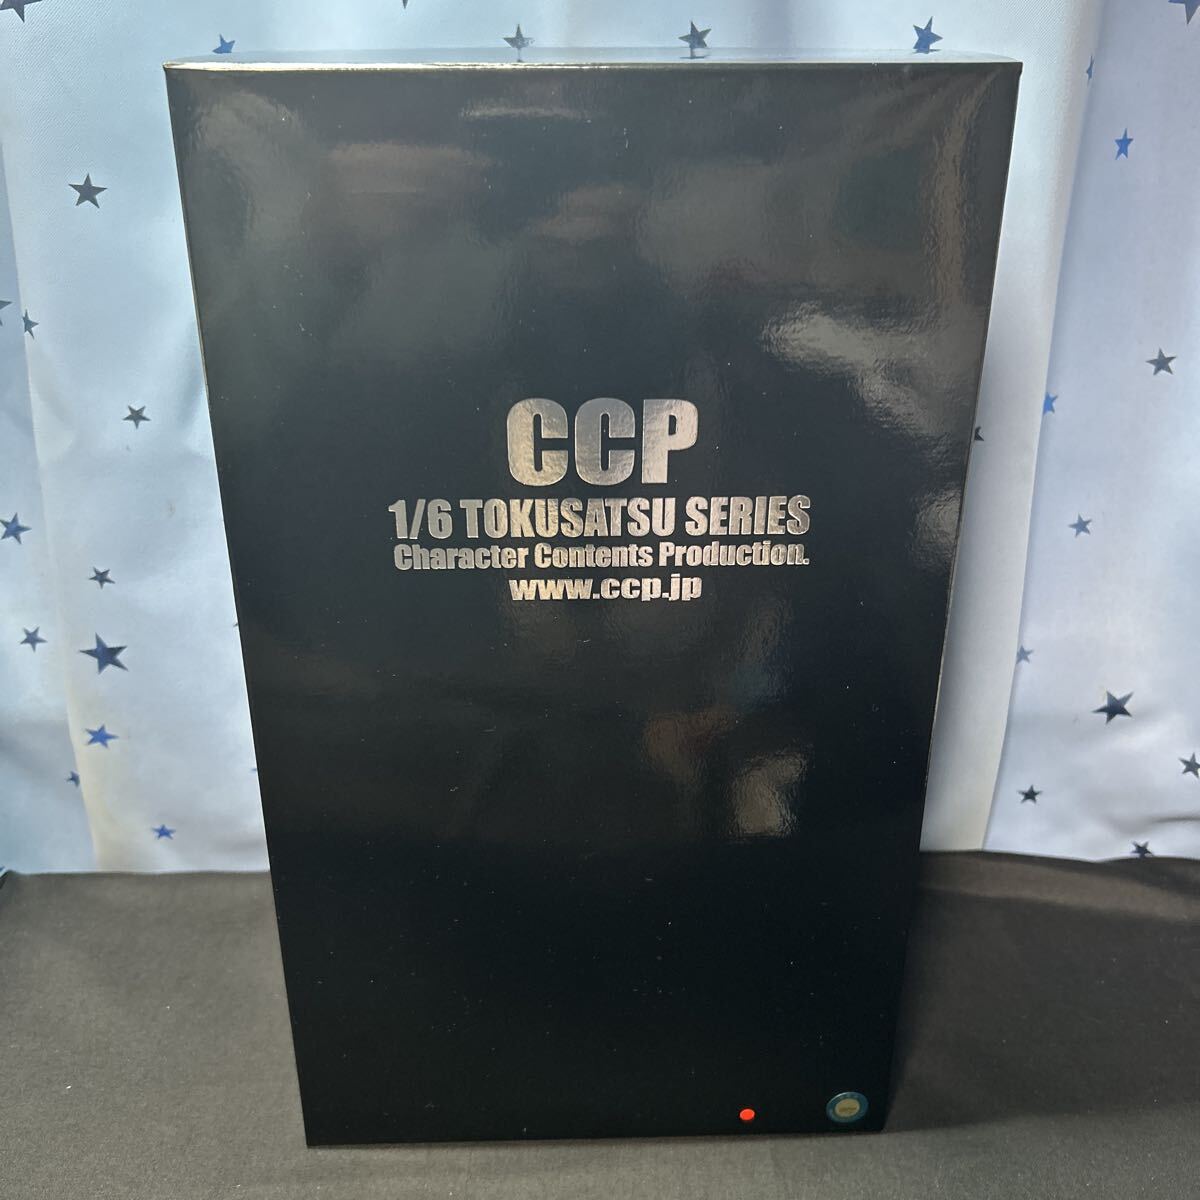 CCP
1/6 TOKUSATSU SERIES
Character Contents Production.
www.ccp.jp